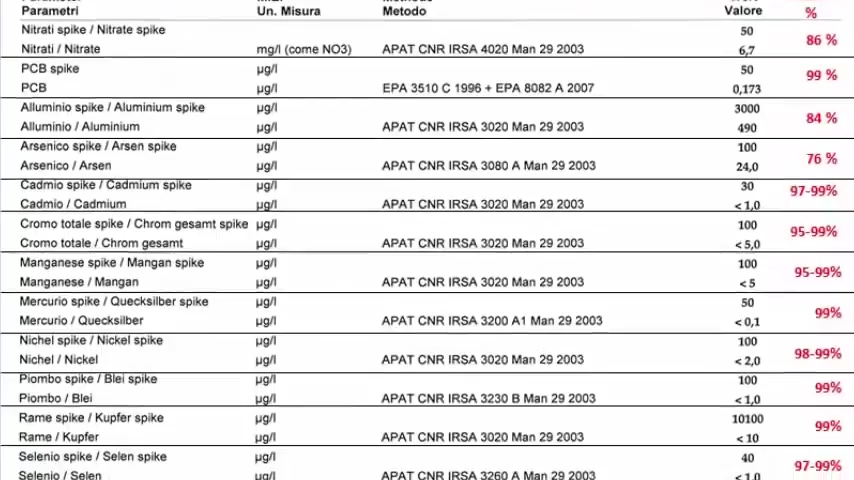 Parametri Un. Misura Metodo Valore %
Nitrati spike / Nitrate spike 50
Nitrati / Nitrate mg/l (come NO3) APAT CNR IRSA 4020 Man 29 2003 6,7 86 %
PCB spike µg/l 50
PCB µg/l EPA 3510 C 1996 + EPA 8082 A 2007 0,173 99 %
Alluminio spike / Aluminium spike µg/l 3000
Alluminio / Aluminium µg/l APAT CNR IRSA 3020 Man 29 2003 490 84 %
Arsenico spike / Arsen spike µg/l 100
Arsenico / Arsen µg/l APAT CNR IRSA 3080 A Man 29 2003 24,0 76 %
Cadmio spike / Cadmium spike µg/l 30 97-99%
Cadmio / Cadmium µg/l APAT CNR IRSA 3020 Man 29 2003 < 1,0
Cromo totale spike / Chrom gesamt spike µg/l 100 95-99%
Cromo totale / Chrom gesamt µg/l APAT CNR IRSA 3020 Man 29 2003 < 5,0
Manganese spike / Mangan spike µg/l 100 95-99%
Manganese / Mangan µg/l APAT CNR IRSA 3020 Man 29 2003 < 5
Mercurio spike / Quecksilber spike µg/l 50 99%
Mercurio / Quecksilber µg/l APAT CNR IRSA 3200 A1 Man 29 2003 < 0,1
Nichel spike / Nickel spike µg/l 100
Nichel / Nickel µg/l APAT CNR IRSA 3020 Man 29 2003 < 2,0 98-99%
Piombo spike / Blei spike µg/l 100 99%
Piombo / Blei µg/l APAT CNR IRSA 3230 B Man 29 2003 < 1,0
Rame spike / Kupfer spike µg/l 10100 99%
Rame / Kupfer µg/l APAT CNR IRSA 3020 Man 29 2003 < 10
Selenio spike / Selen spike µg/l 40 97-99%
Selenio / Selen µg/l APAT CNR IRSA 3260 A Man 29 2003 < 1,0